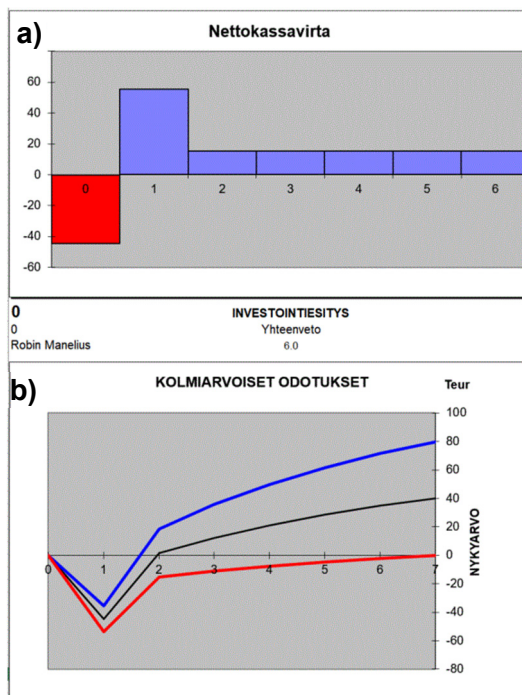 a)
Nettokassavirta
60
40
20
0
-20
-40
-60
0 1 2 3 4 5 6
0 INVESTOINTIESITYS
0 Yhteenveto
Robin Manelius 6.0
b)
KOLMIARVOISET ODOTUKSET Teur
100
80
60
40
20
0
-20
-40
-60
-80
0 1 2 3 4 5 6 7
NYKYARVO